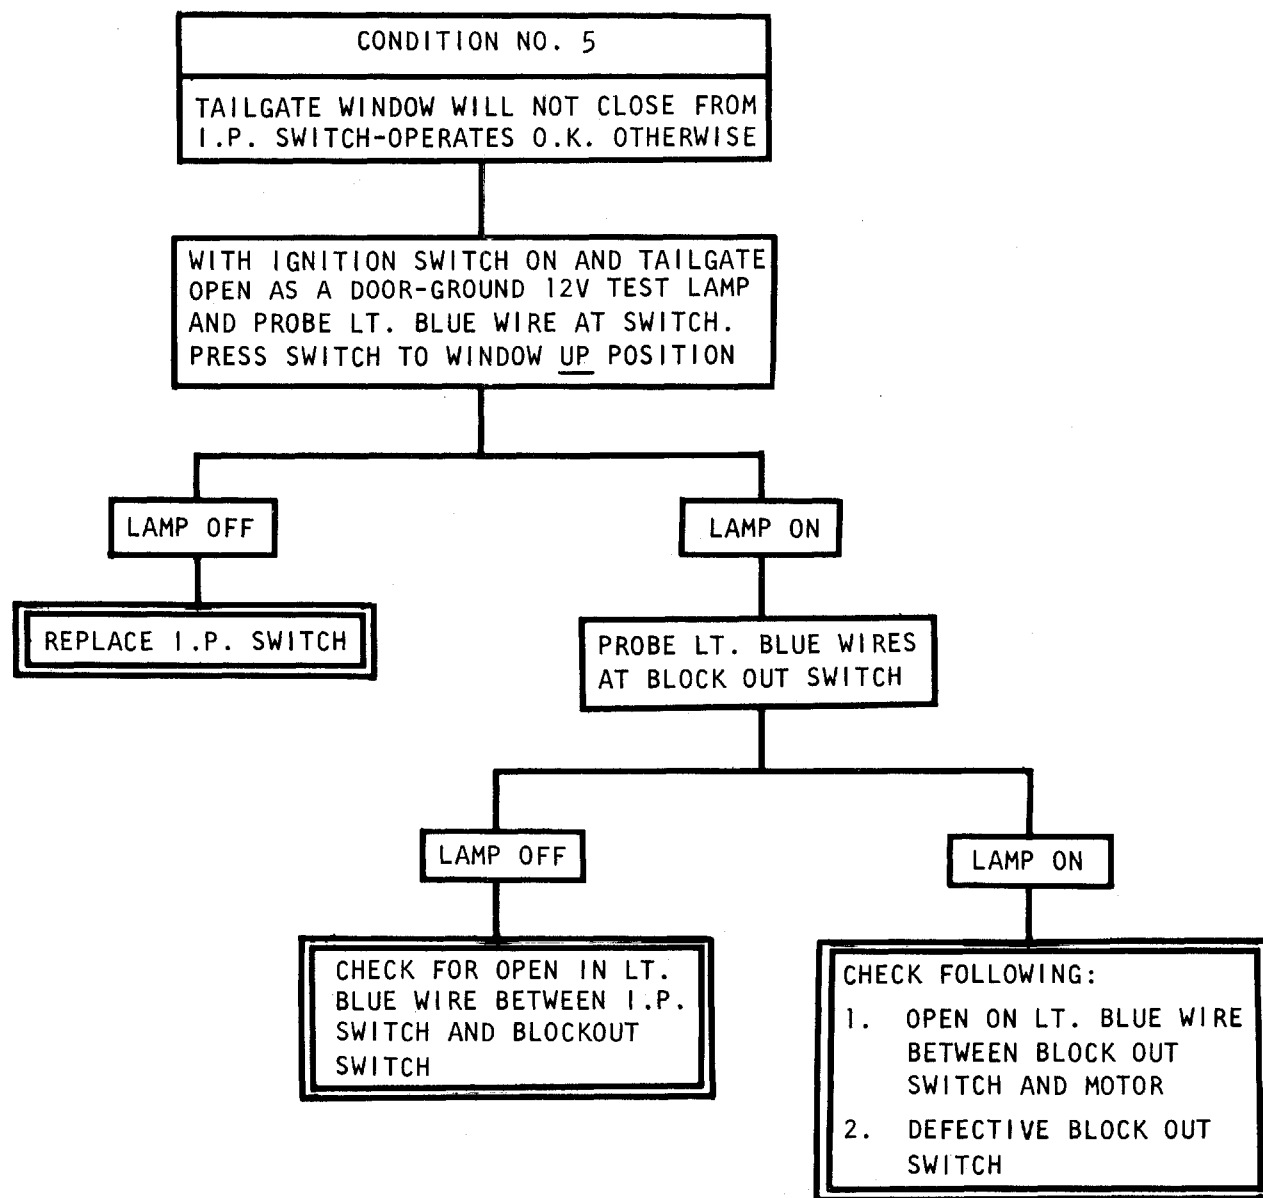 CONDITION NO. 5
TAILGATE WINDOW WILL NOT CLOSE FROM
I.P. SWITCH-OPERATES O.K. OTHERWISE
WITH IGNITION SWITCH ON AND TAILGATE
OPEN AS A DOOR-GROUND 12V TEST LAMP
AND PROBE LT. BLUE WIRE AT SWITCH.
PRESS SWITCH TO WINDOW UP POSITION
LAMP OFF
LAMP ON
REPLACE I.P. SWITCH
PROBE LT. BLUE WIRES
AT BLOCK OUT SWITCH
LAMP OFF
LAMP ON
CHECK FOR OPEN IN LT.
BLUE WIRE BETWEEN I.P.
SWITCH AND BLOCKOUT
SWITCH
CHECK FOLLOWING:
1. OPEN ON LT. BLUE WIRE
BETWEEN BLOCK OUT
SWITCH AND MOTOR
2. DEFECTIVE BLOCK OUT
SWITCH